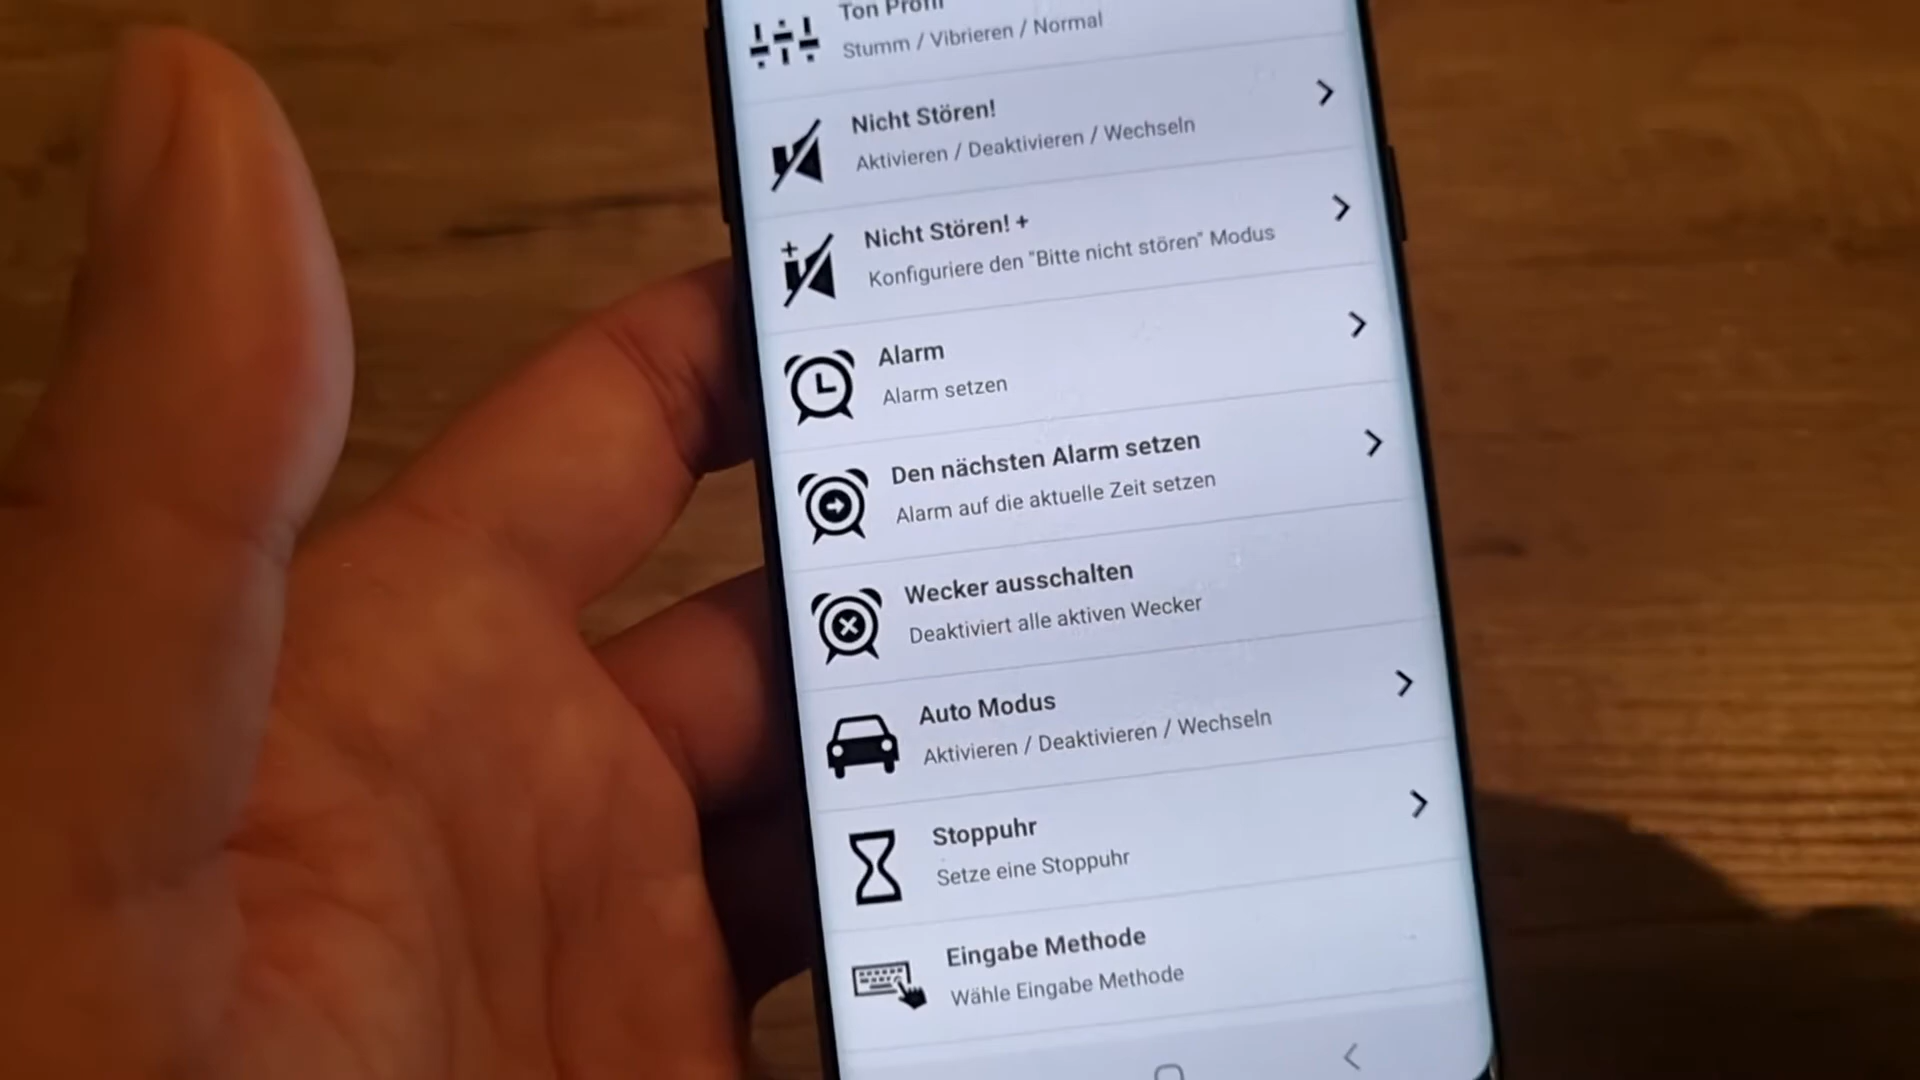 Ton Profil
Stumm / Vibrieren / Normal
Nicht Stören!
Aktivieren / Deaktivieren / Wechseln
Nicht Stören! +
Konfiguriere den "Bitte nicht stören" Modus
Alarm
Alarm setzen
Den nächsten Alarm setzen
Alarm auf die aktuelle Zeit setzen
Wecker ausschalten
Deaktiviert alle aktiven Wecker
Auto Modus
Aktivieren / Deaktivieren / Wechseln
Stoppuhr
Setze eine Stoppuhr
Eingabe Methode
Wähle Eingabe Methode